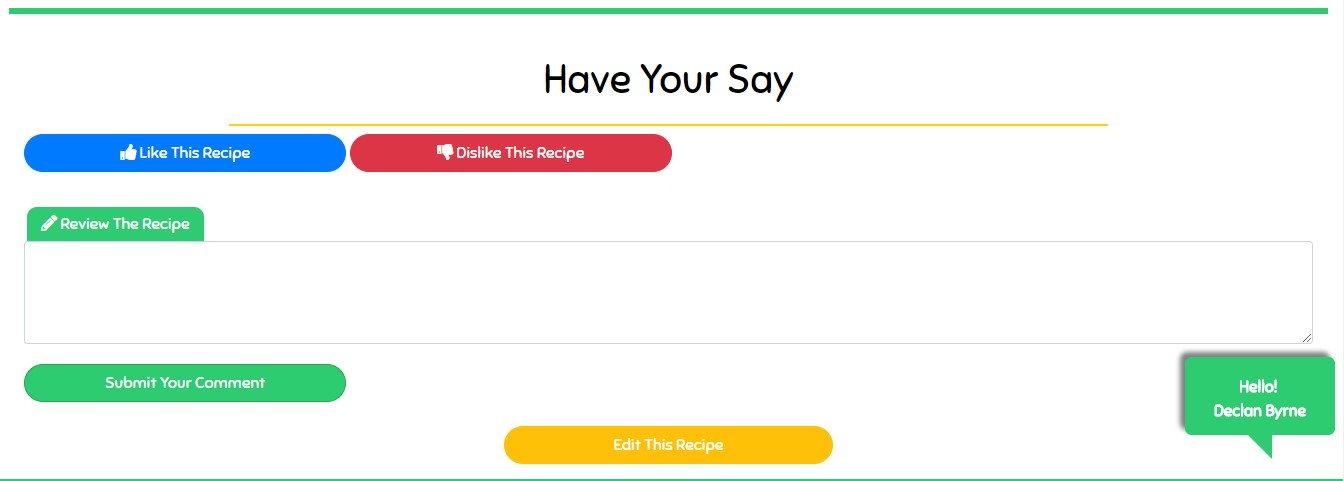 Have Your Say
Like This Recipe
Dislike This Recipe
Review The Recipe
Submit Your Comment
Hello!
Declan Byrne
Edit This Recipe